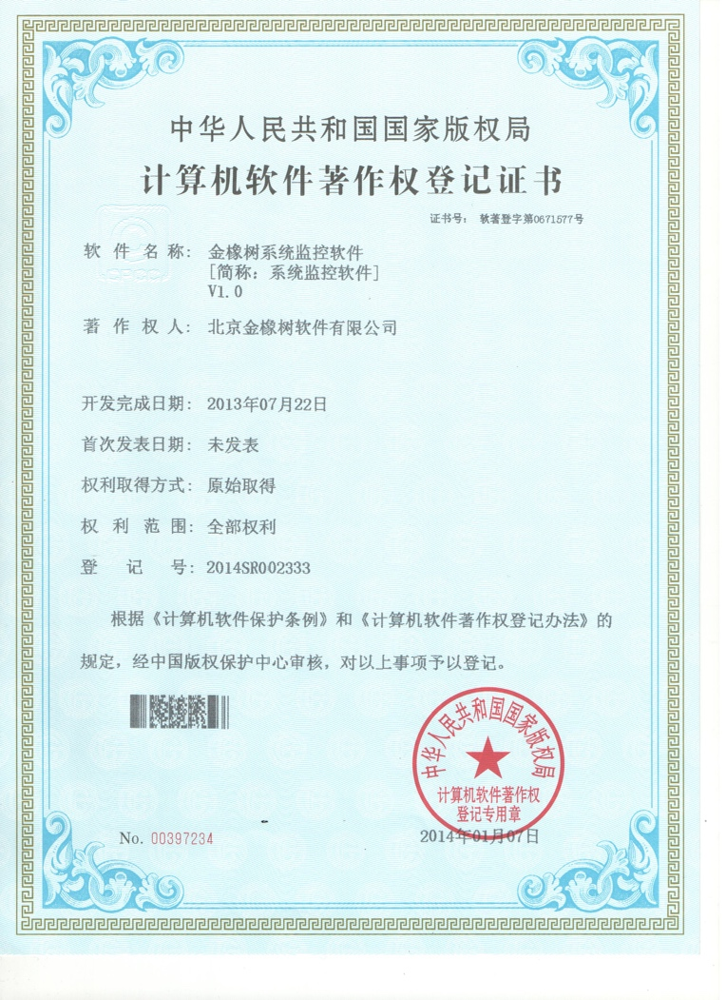 中华人民共和国国家版权局
计算机软件著作权登记证书
证书号： 软著登字第0671577号
软件名称： 金橡树系统监控软件
[简称：系统监控软件]
V1.0
著作权人： 北京金橡树软件有限公司
开发完成日期： 2013年07月22日
首次发表日期： 未发表
权利取得方式： 原始取得
权利范围： 全部权利
登记号： 2014SR002333
根据《计算机软件保护条例》和《计算机软件著作权登记办法》的
规定，经中国版权保护中心审核，对以上事项予以登记。
中华人民共和国国家版权局
计算机软件著作权
登记专用章
No. 00397234
2014年01月07日